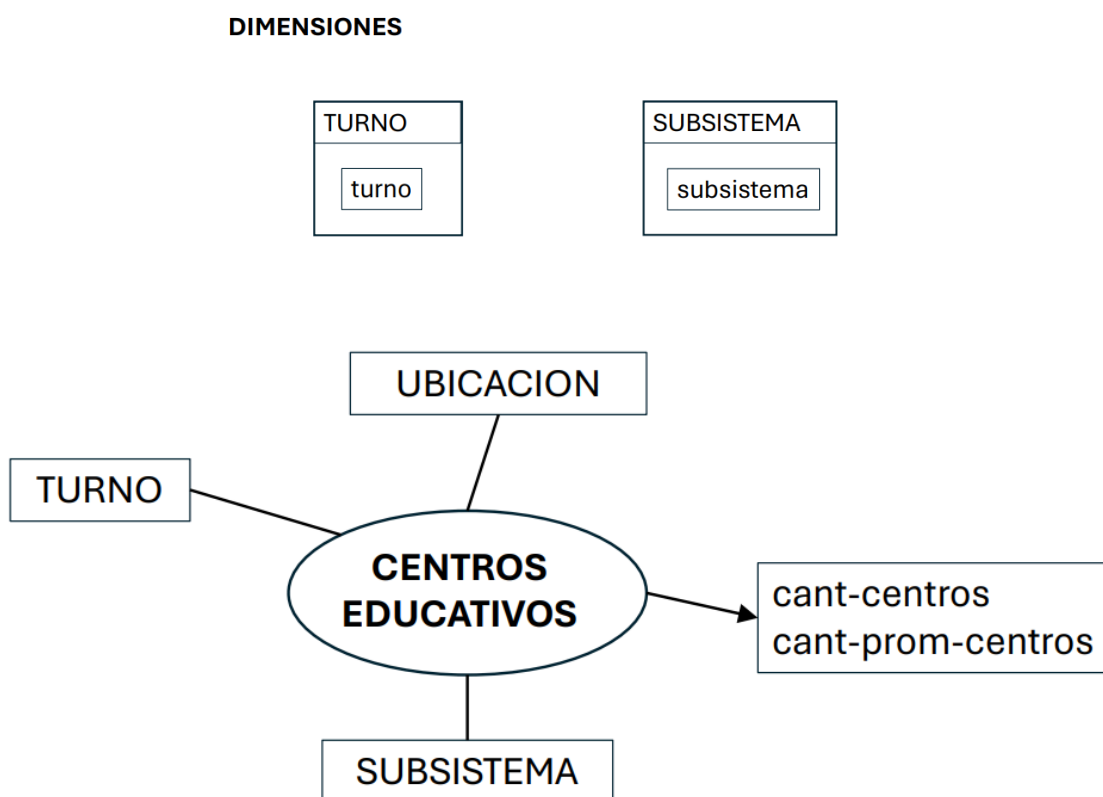 DIMENSIONES
TURNO
SUBSISTEMA
turno
subsistema
UBICACION
TURNO
CENTROS
EDUCATIVOS
cant-centros
cant-prom-centros
SUBSISTEMA